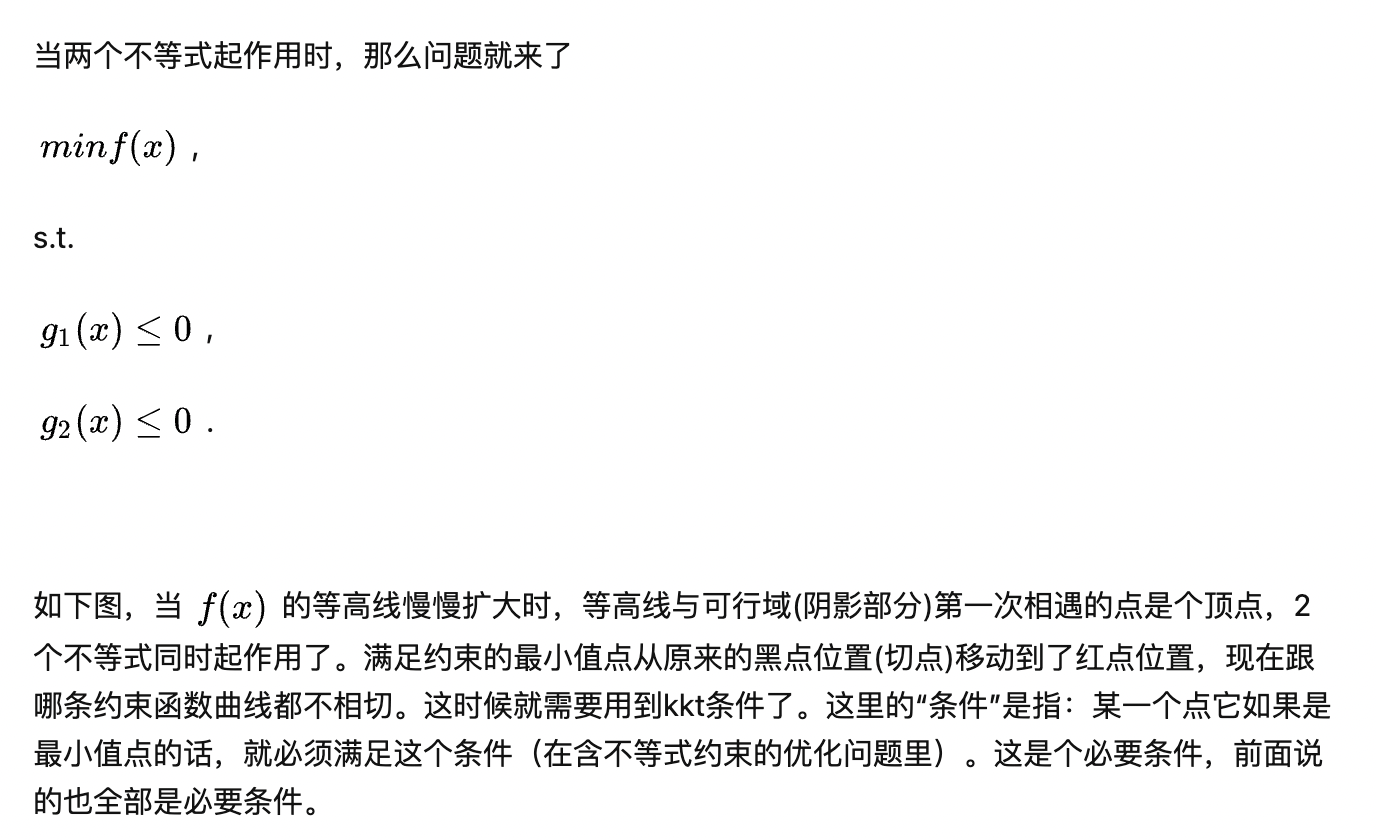 当两个不等式起作用时，那么问题就来了
minf(x) ，
s.t.
g₁(x) ≤ 0 ，
g₂(x) ≤ 0 .
如下图，当 f(x) 的等高线慢慢扩大时，等高线与可行域(阴影部分)第一次相遇的点是个顶点，2
个不等式同时起作用了。满足约束的最小值点从原来的黑点位置(切点)移动到了红点位置，现在跟
哪条约束函数曲线都不相切。这时候就需要用到kkt条件了。这里的“条件”是指：某一个点它如果是
最小值点的话，就必须满足这个条件（在含不等式约束的优化问题里）。这是个必要条件，前面说
的也全部是必要条件。